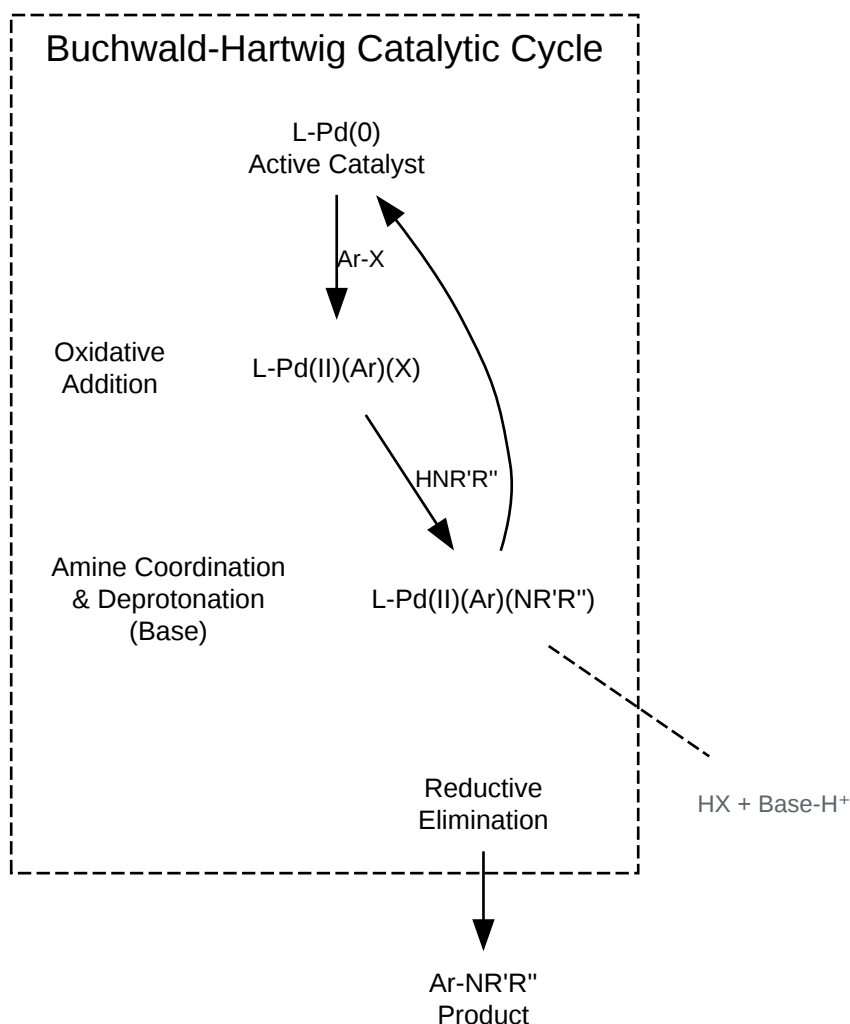 Buchwald-Hartwig Catalytic Cycle
L-Pd(0)
Active Catalyst
Ar-X
Oxidative
Addition
L-Pd(II)(Ar)(X)
HNR'R"
Amine Coordination
& Deprotonation
(Base)
L-Pd(II)(Ar)(NR'R")
Reductive
Elimination
HX + Base-H⁺
Ar-NR'R"
Product